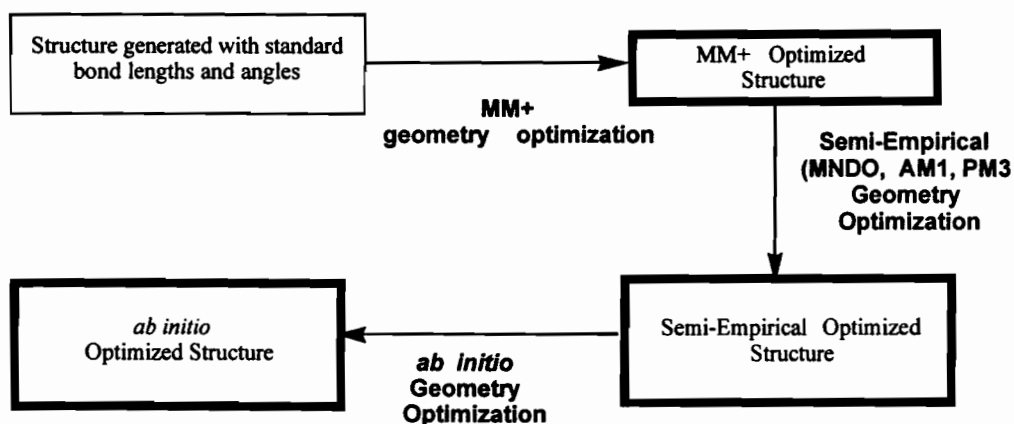 Structure generated with standard
bond lengths and angles
MM+
geometry optimization
MM+ Optimized
Structure
Semi-Empirical
(MNDO, AM1, PM3
Geometry
Optimization
Semi-Empirical Optimized
Structure
ab initio
Geometry
Optimization
ab initio
Optimized Structure